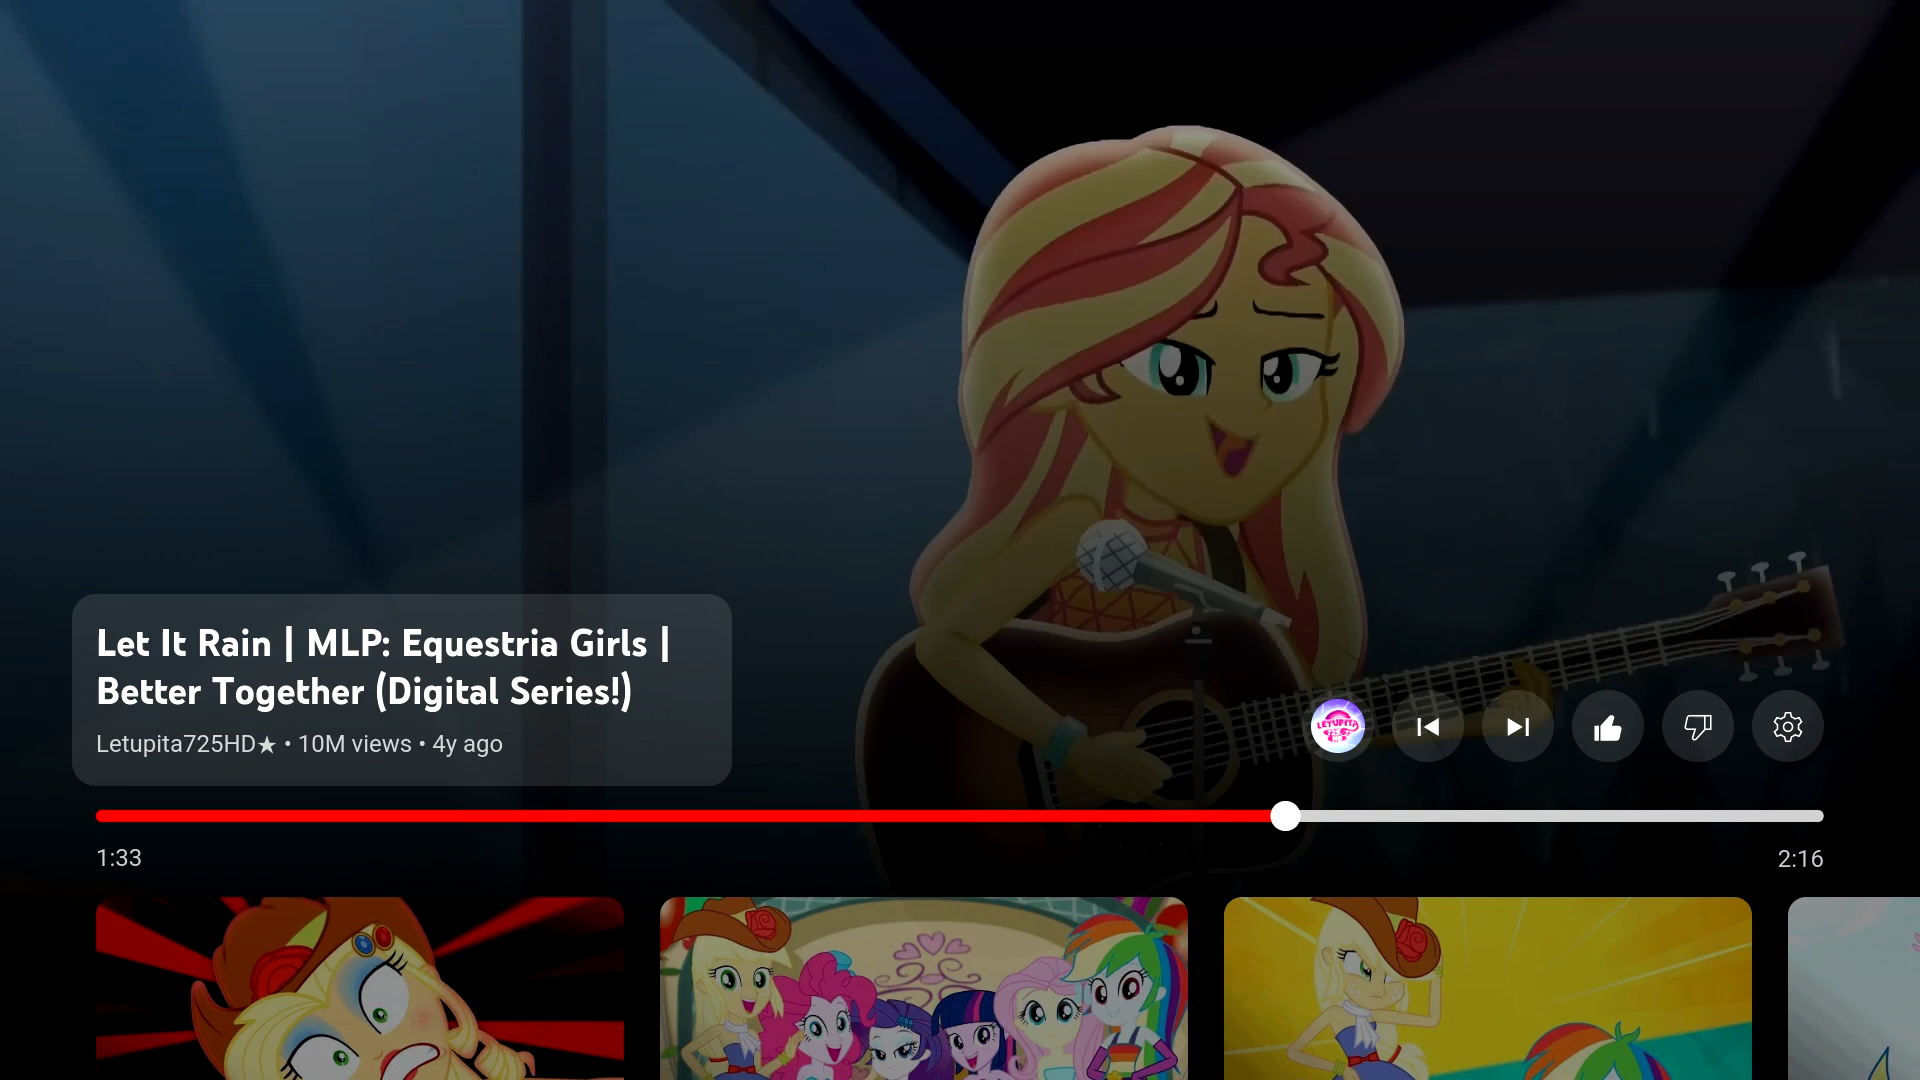 Let It Rain | MLP: Equestria Girls |
Better Together (Digital Series!)
Letupita725HD★ • 10M views • 4y ago
LETUPITA
1:33
2:16